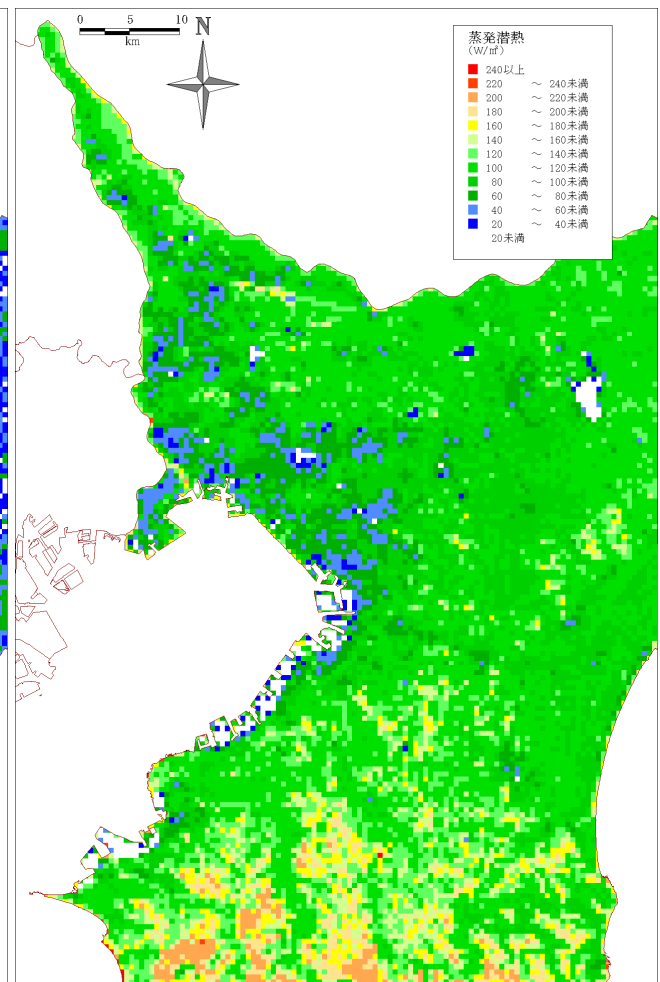 0 5 10
km
N
蒸発潜熱
(W/㎡)
240以上
220 ～ 240未満
200 ～ 220未満
180 ～ 200未満
160 ～ 180未満
140 ～ 160未満
120 ～ 140未満
100 ～ 120未満
80 ～ 100未満
60 ～ 80未満
40 ～ 60未満
20 ～ 40未満
20未満